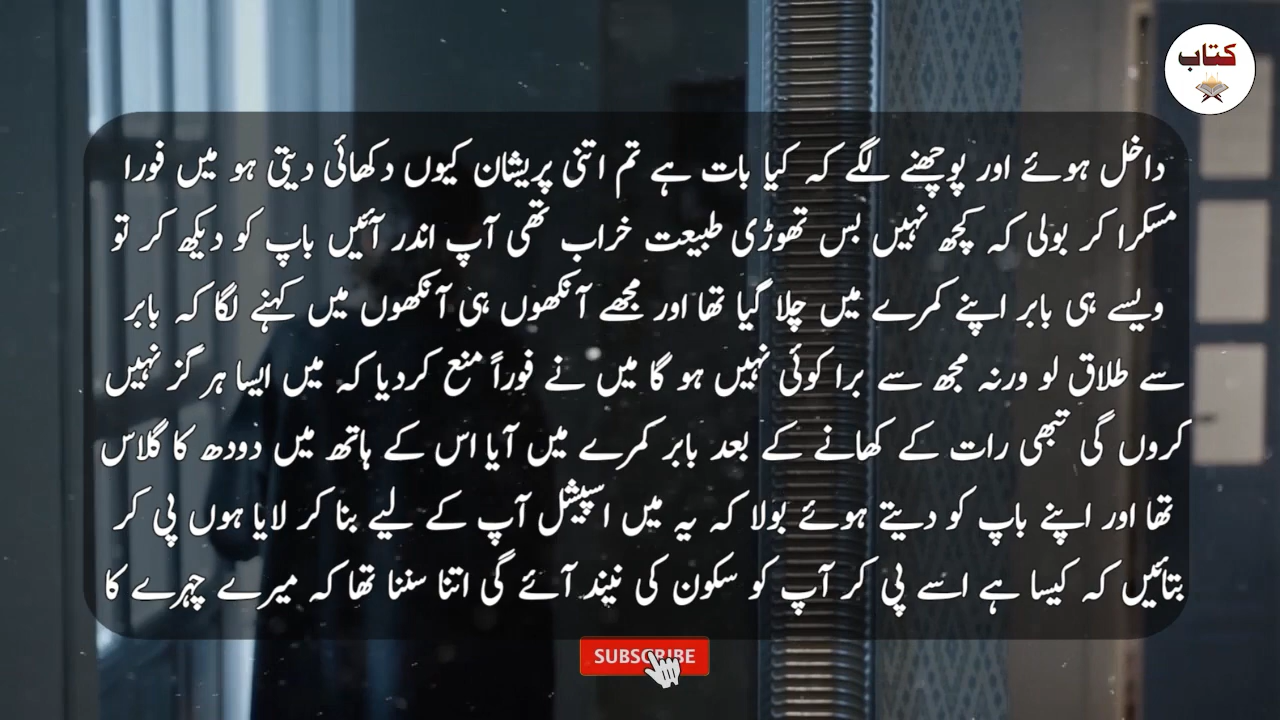 کتاب
داخل ہوئے اور پوچھنے لگے کہ کیا بات ہے تم اتنی پریشان کیوں دکھائی دیتی ہو میں فورا
مسکرا کر بولی کہ کچھ نہیں بس تھوڑی طبیعت خراب تھی آپ اندر آئیں باپ کو دیکھ کر تو
ویسے ہی بابر اپنے کمرے میں چلا گیا تھا اور مجھے آنکھوں ہی آنکھوں میں کہنے لگا کہ بابر
سے طلاق لو ورنہ مجھ سے برا کوئی نہیں ہو گا میں نے فوراً منع کردیا کہ میں ایسا ہر گز نہیں
کروں گی تبھی رات کے کھانے کے بعد بابر کمرے میں آیا اس کے ہاتھ میں دودھ کا گلاس
تھا اور اپنے باپ کو دیتے ہوئے بولا کہ یہ میں اسپیشل آپ کے لیے بنا کر لایا ہوں پی کر
بتائیں کہ کیسا ہے اسے پی کر آپ کو سکون کی نیند آئے گی اتنا سننا تھا کہ میرے چہرے کا
SUBSCRIBE